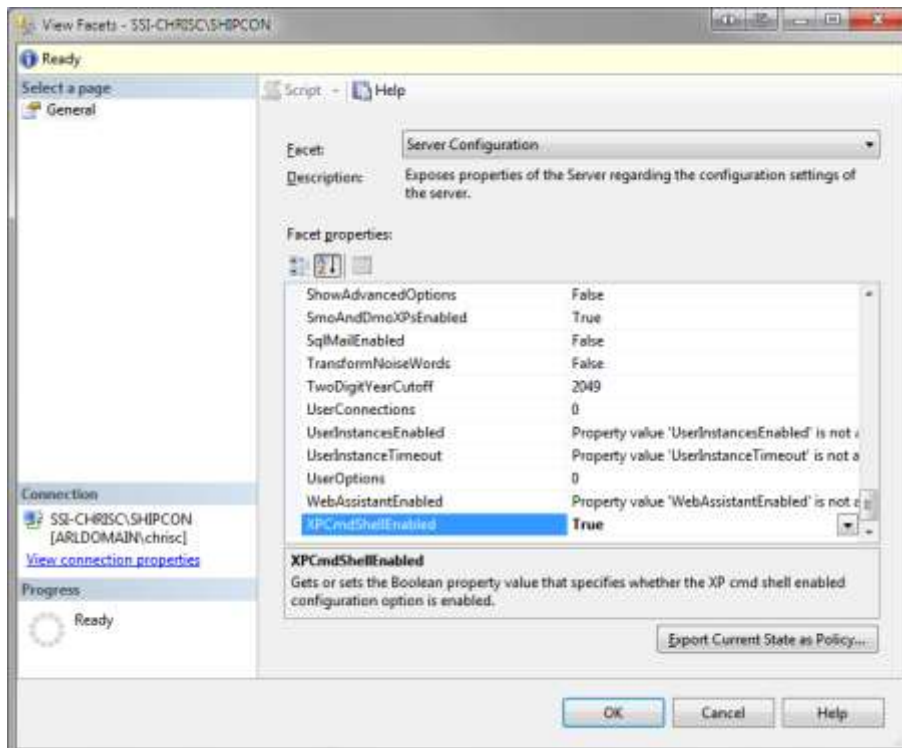 View Facets - SSI-CHRISC\SHIPCON
Ready
Select a page
General
Script
Help
Facet:
Server Configuration
Description:
Exposes properties of the Server regarding the configuration settings of
the server.
Facet properties:
ShowAdvancedOptions False
SmoAndDmoXPsEnabled True
SqlMailEnabled False
TransformNoiseWords False
TwoDigitYearCutoff 2049
UserConnections 0
UserInstancesEnabled Property value 'UserInstancesEnabled' is not a
UserInstanceTimeout Property value 'UserInstanceTimeout' is not a
UserOptions 0
WebAssistantEnabled Property value 'WebAssistantEnabled' is not a
XPCmdShellEnabled True
XPCmdShellEnabled
Gets or sets the Boolean property value that specifies whether the XP cmd shell enabled
configuration option is enabled.
Connection
SSI-CHRISC\SHIPCON
[ARLDOMAIN\chrisc]
View connection properties
Progress
Ready
Export Current State as Policy...
OK
Cancel
Help